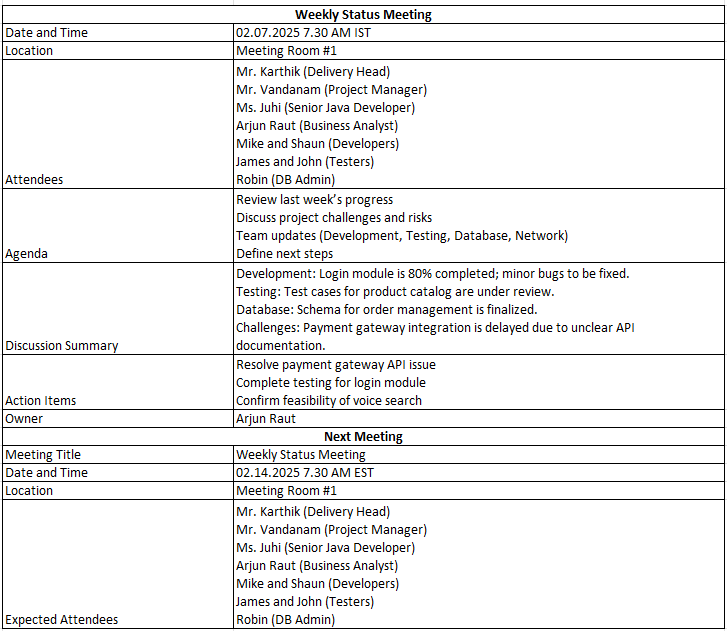 Weekly Status Meeting
Date and Time 02.07.2025 7.30 AM IST
Location Meeting Room #1
Mr. Karthik (Delivery Head)
Mr. Vandanam (Project Manager)
Ms. Juhi (Senior Java Developer)
Arjun Raut (Business Analyst)
Mike and Shaun (Developers)
James and John (Testers)
Attendees Robin (DB Admin)
Review last week’s progress
Discuss project challenges and risks
Team updates (Development, Testing, Database, Network)
Agenda Define next steps
Development: Login module is 80% completed; minor bugs to be fixed.
Testing: Test cases for product catalog are under review.
Database: Schema for order management is finalized.
Challenges: Payment gateway integration is delayed due to unclear API
Discussion Summary documentation.
Resolve payment gateway API issue
Complete testing for login module
Action Items Confirm feasibility of voice search
Owner Arjun Raut
Next Meeting
Meeting Title Weekly Status Meeting
Date and Time 02.14.2025 7.30 AM EST
Location Meeting Room #1
Mr. Karthik (Delivery Head)
Mr. Vandanam (Project Manager)
Ms. Juhi (Senior Java Developer)
Arjun Raut (Business Analyst)
Mike and Shaun (Developers)
James and John (Testers)
Expected Attendees Robin (DB Admin)